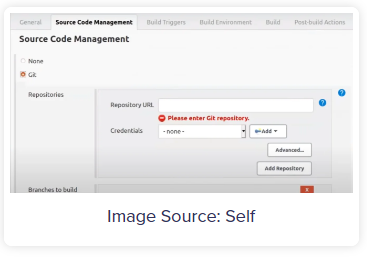 General Source Code Management Build Triggers Build Environment Build Post-build Actions
Source Code Management
None
Git
Repositories
Repository URL
Please enter Git repository.
Credentials - none - Add
Advanced...
Add Repository
Branches to build X
Image Source: Self